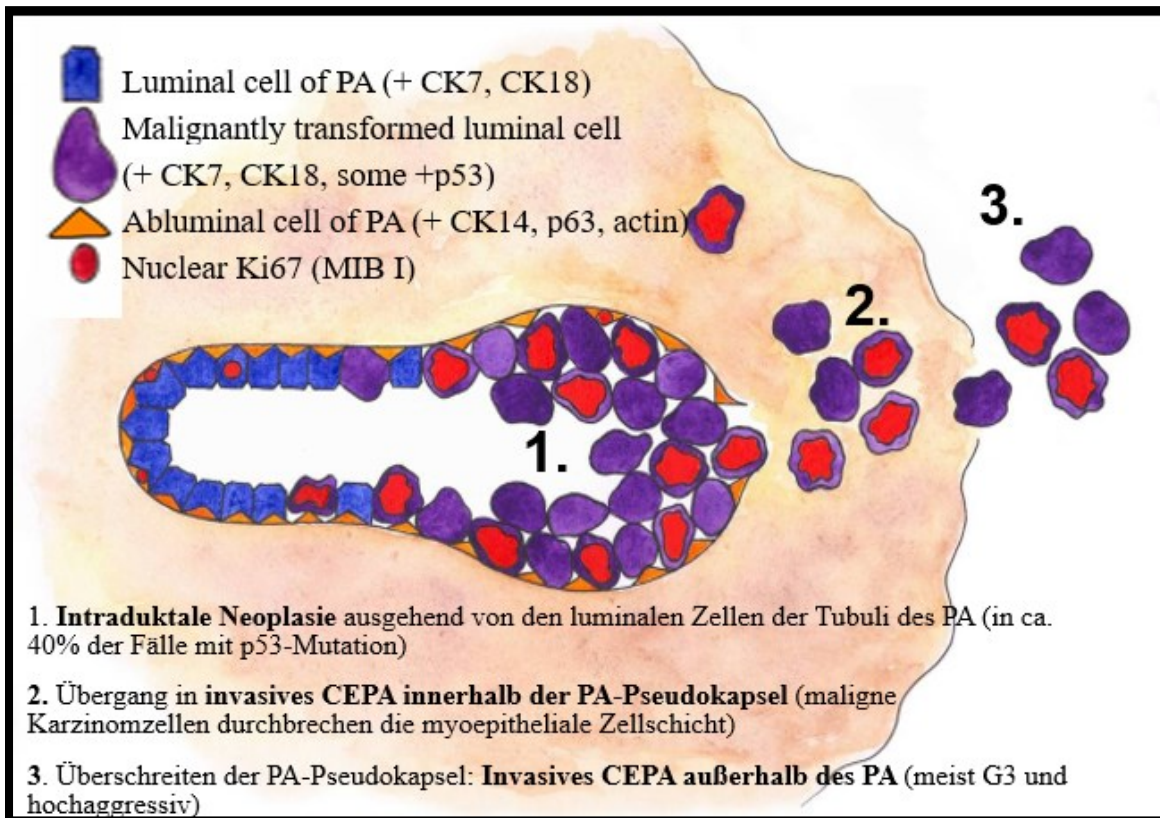 Luminal cell of PA (+ CK7, CK18)
Malignantly transformed luminal cell
(+ CK7, CK18, some +p53)
Abluminal cell of PA (+ CK14, p63, actin)
Nuclear Ki67 (MIB I)
3.
2.
1.
1. Intraduktale Neoplasie ausgehend von den luminalen Zellen der Tubuli des PA (in ca.
40% der Fälle mit p53-Mutation)
2. Übergang in invasives CEPA innerhalb der PA-Pseudokapsel (maligne
Karzinomzellen durchbrechen die myoepitheliale Zellschicht)
3. Überschreiten der PA-Pseudokapsel: Invasives CEPA außerhalb des PA (meist G3 und
hochaggressiv)